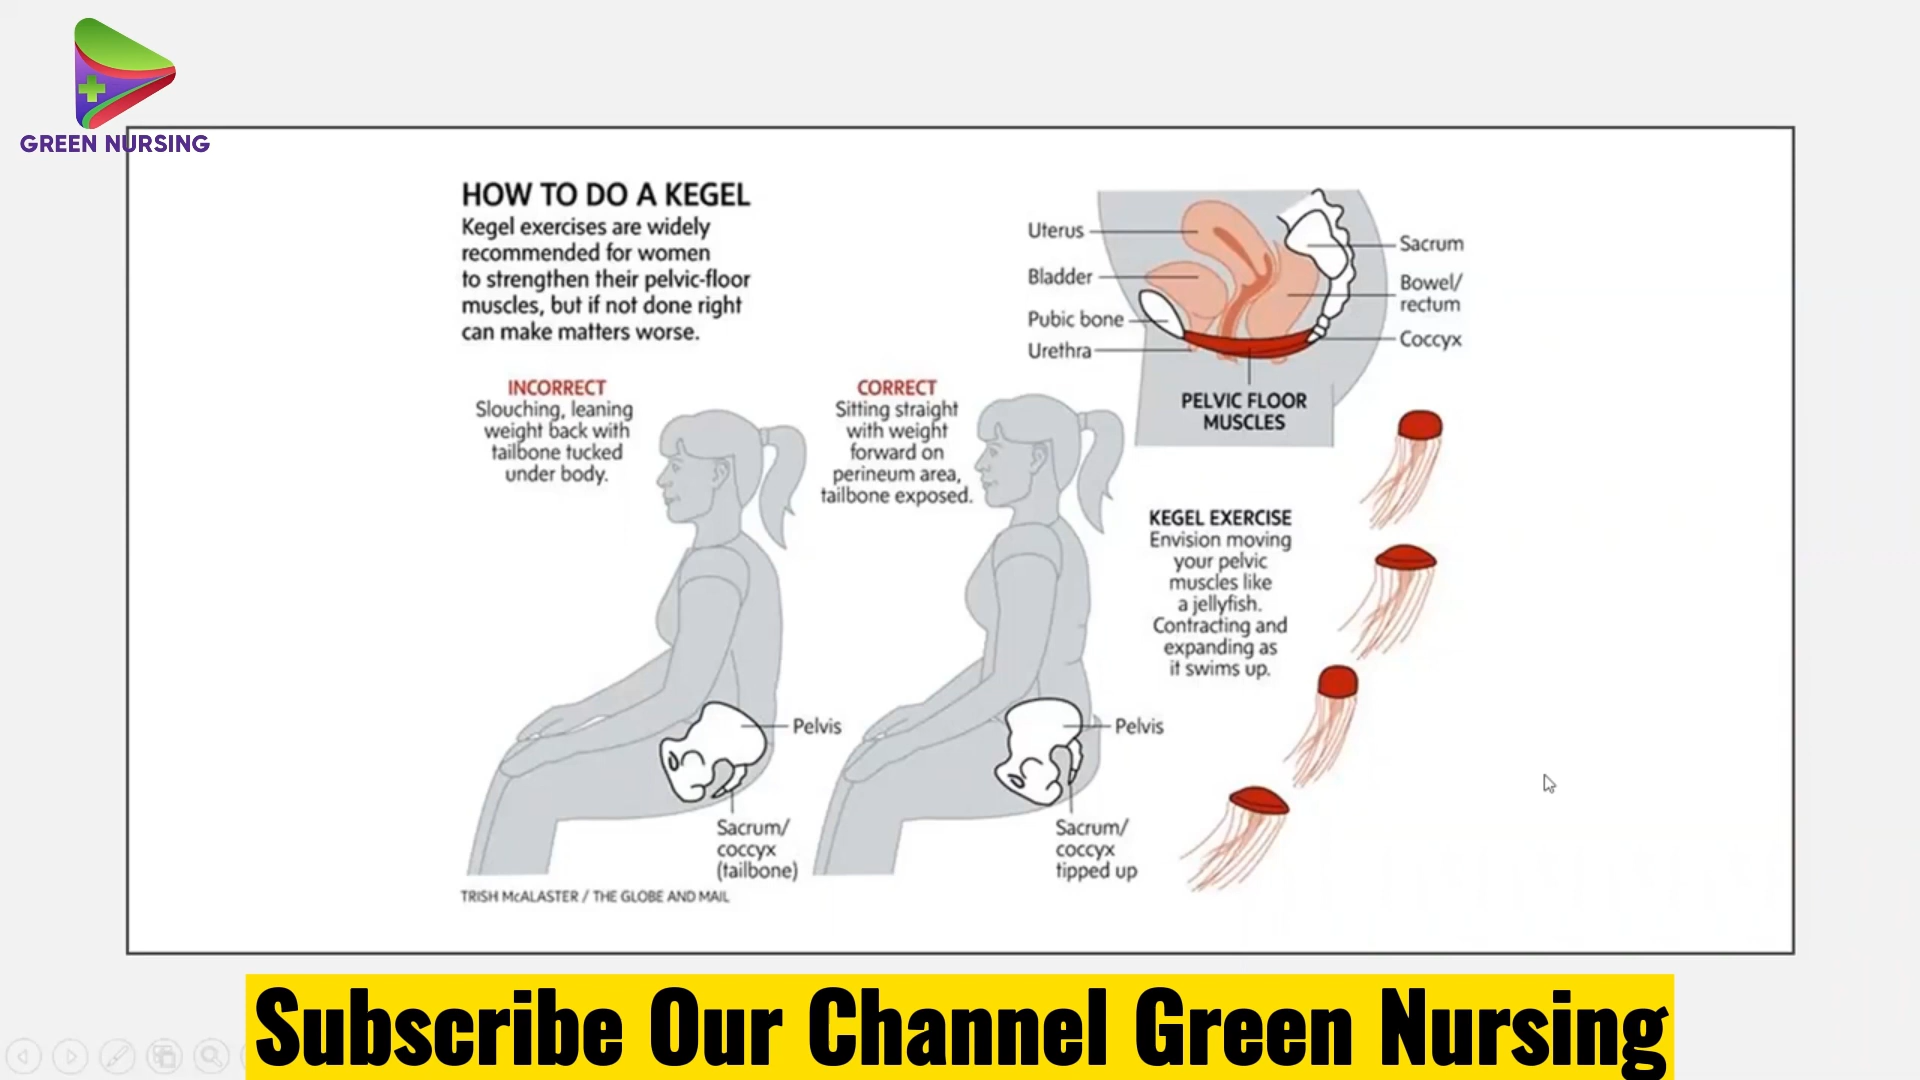 GREEN NURSING
HOW TO DO A KEGEL
Kegel exercises are widely
recommended for women
to strengthen their pelvic-floor
muscles, but if not done right
can make matters worse.
INCORRECT
Slouching, leaning
weight back with
tailbone tucked
under body.
CORRECT
Sitting straight
with weight
forward on
perineum area,
tailbone exposed.
Uterus
Bladder
Pubic bone
Urethra
Sacrum
Bowel/
rectum
Coccyx
PELVIC FLOOR
MUSCLES
KEGEL EXERCISE
Envision moving
your pelvic
muscles like
a jellyfish.
Contracting and
expanding as
it swims up.
Pelvis
Sacrum/
coccyx
(tailbone)
Pelvis
Sacrum/
coccyx
tipped up
TRISH McALASTER / THE GLOBE AND MAIL
Subscribe Our Channel Green Nursing